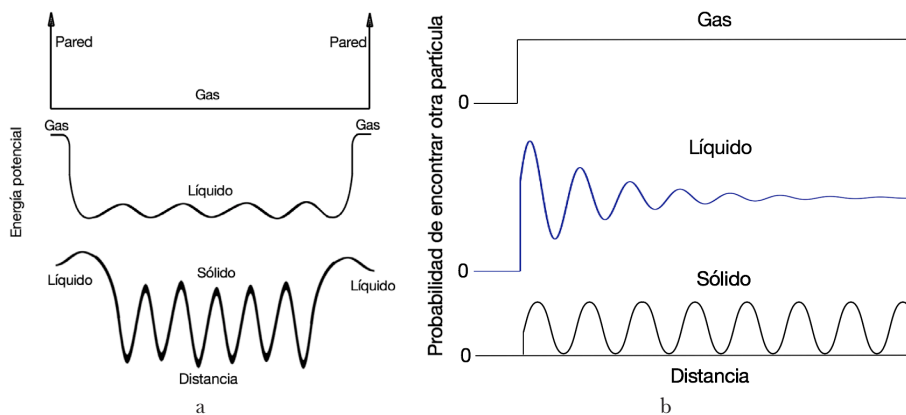 Pared
Pared
Gas
Gas
Gas
Energía potencial
Líquido
Líquido
Sólido
Líquido
Distancia
a
Probabilidad de encontrar otra partícula
Gas
0
Líquido
0
Sólido
0
Distancia
b